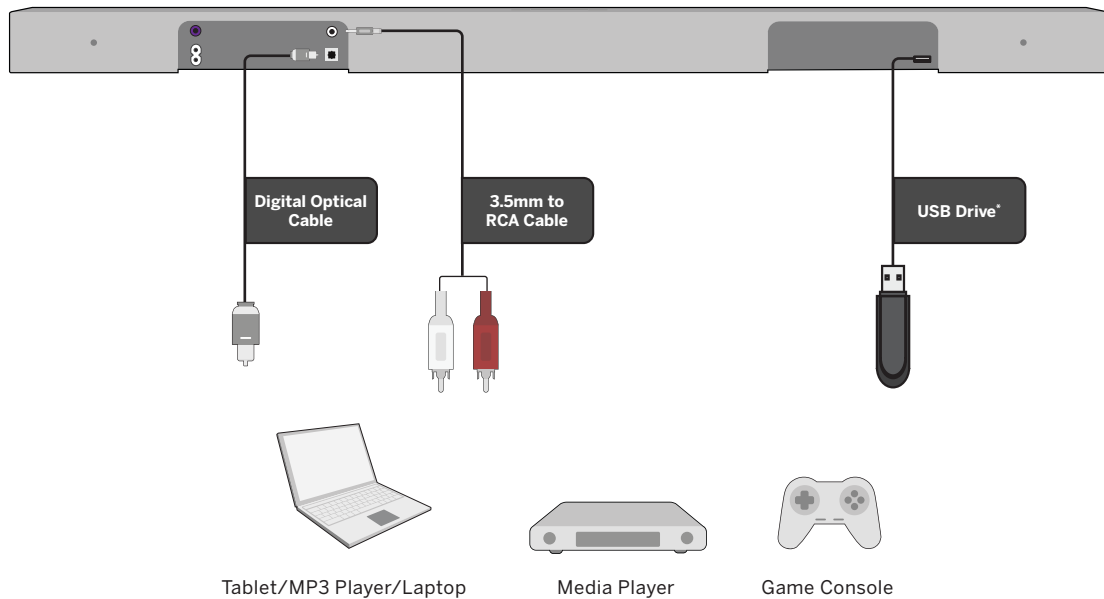 Digital Optical
Cable
3.5mm to
RCA Cable
USB Drive*
Tablet/MP3 Player/Laptop
Media Player
Game Console